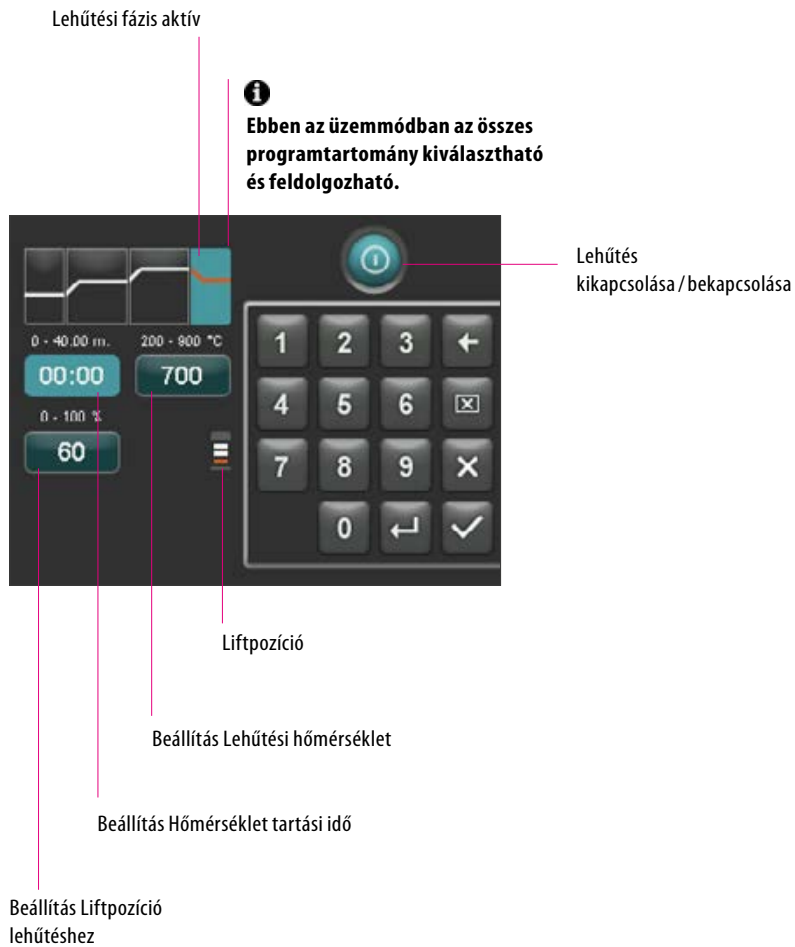 Lehűtési fázis aktív
Ebben az üzemmódban az összes
programtartomány kiválasztható
és feldolgozható.
Lehűtés
kikapcsolása / bekapcsolása
0 - 40.00 m.
200 - 900 °C
00:00
700
0 - 100 %
60
1 2 3
4 5 6
7 8 9
0
Liftpozíció
Beállítás Lehűtési hőmérséklet
Beállítás Hőmérséklet tartási idő
Beállítás Liftpozíció
lehűtéshez